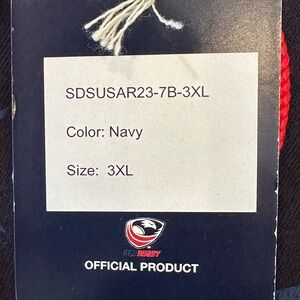 SDSUSAR23-7B-3XL
Color: Navy
Size: 3XL
USA RUGBY
OFFICIAL PRODUCT